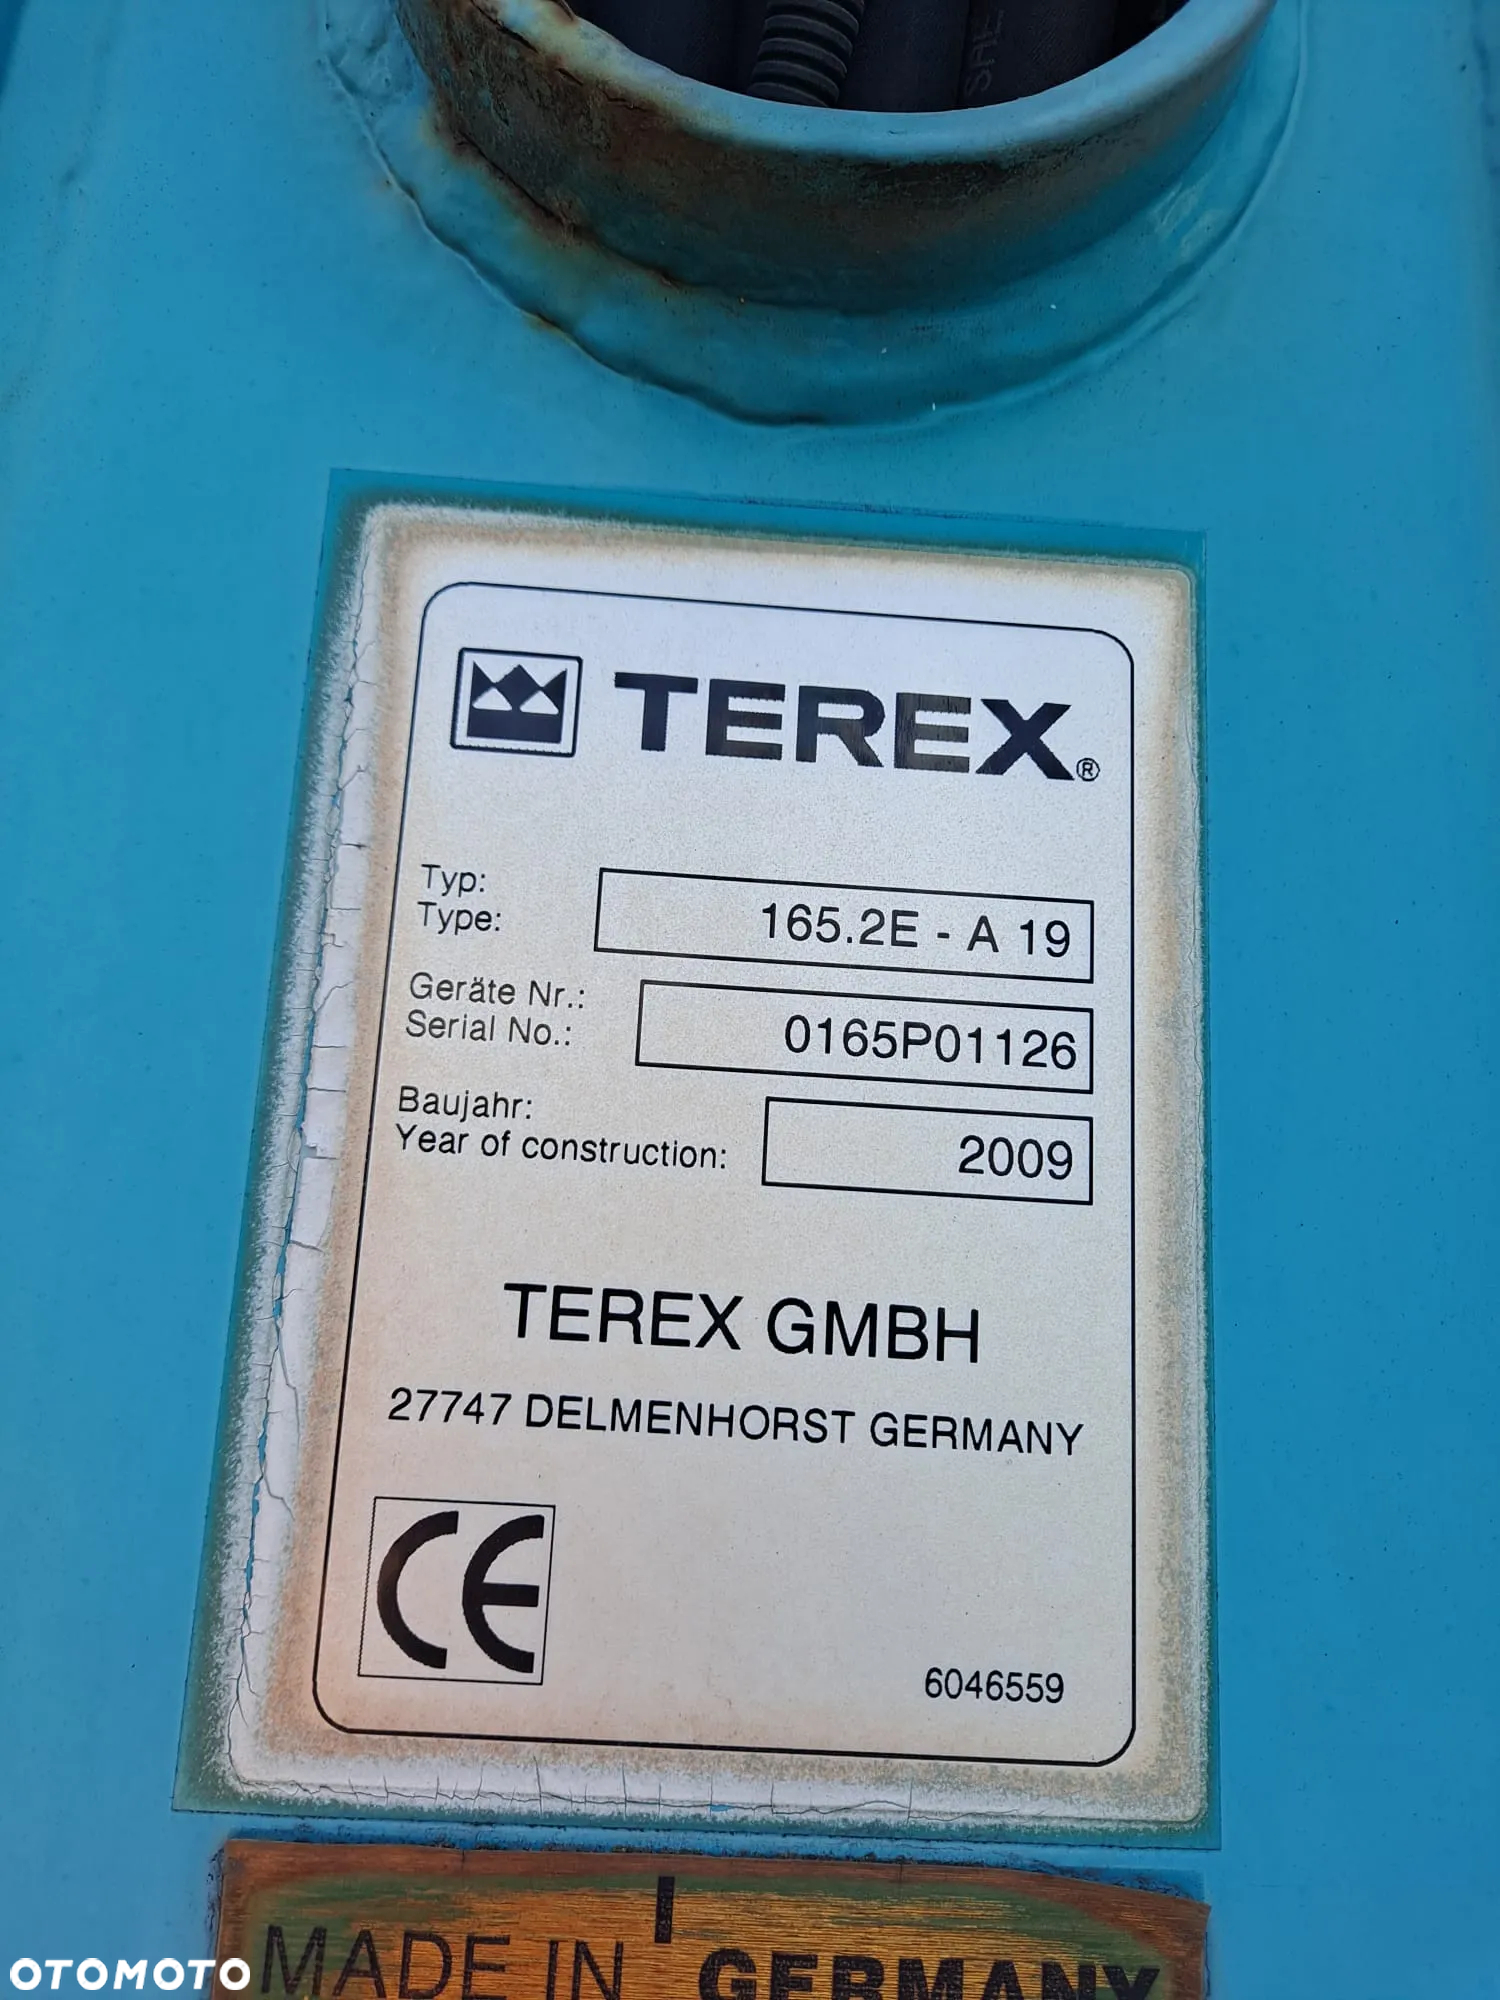 SAE
TEREX®
Typ:
Type:
165.2E - A 19
Geräte Nr.:
Serial No.:
0165P01126
Baujahr:
Year of construction:
2009
TEREX GMBH
27747 DELMENHORST GERMANY
CE
6046559
MADE IN GERMANY
OTOMOTO